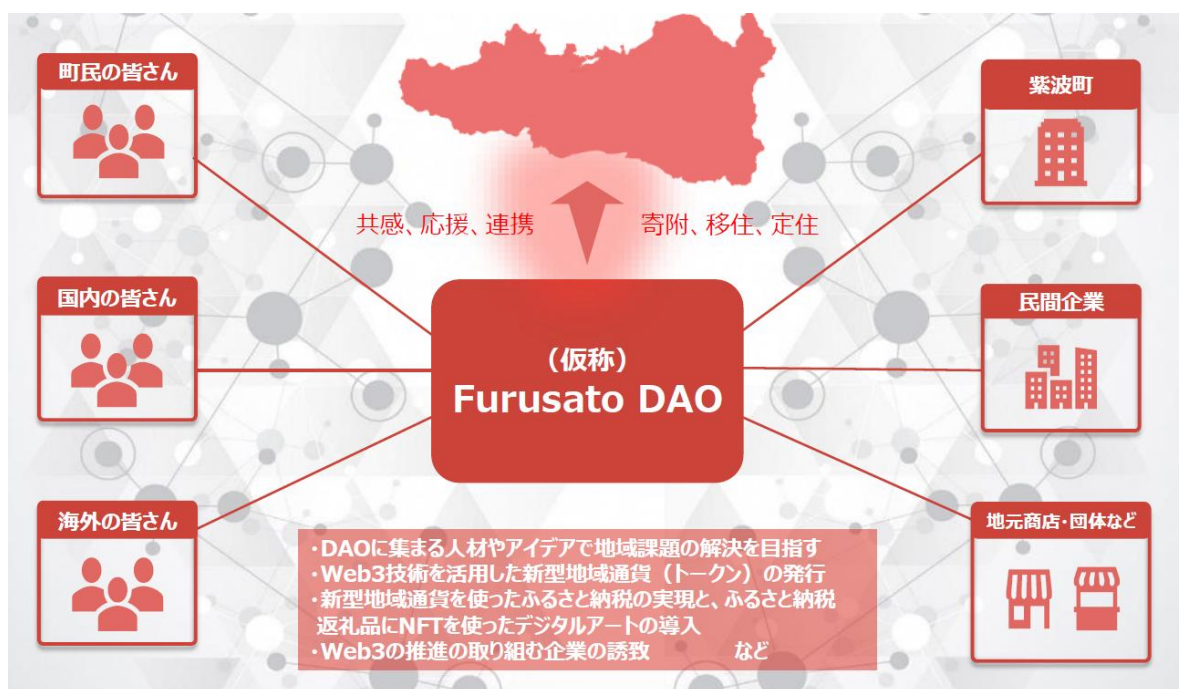 町民の皆さん
紫波町
共感、応援、連携
寄附、移住、定住
国内の皆さん
民間企業
（仮称）
Furusato DAO
海外の皆さん
地元商店・団体など
・DAOに集まる人材やアイデアで地域課題の解決を目指す
・Web3技術を活用した新型地域通貨（トークン）の発行
・新型地域通貨を使ったふるさと納税の実現と、ふるさと納税
返礼品にNFTを使ったデジタルアートの導入
・Web3の推進の取り組む企業の誘致　　　　など